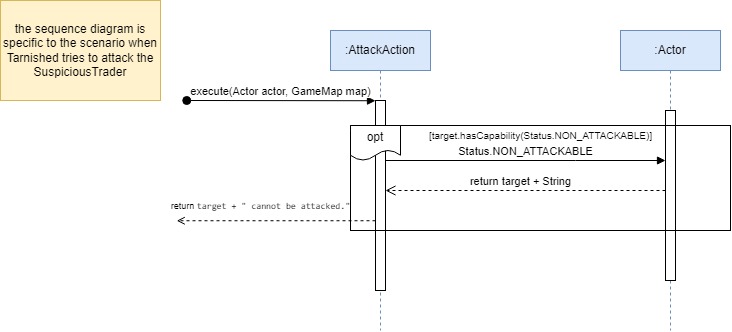 the sequence diagram is
specific to the scenario when
Tarnished tries to attack the
SuspiciousTrader
:AttackAction
:Actor
execute(Actor actor, GameMap map)
opt
[target.hasCapability(Status.NON_ATTACKABLE)]
Status.NON_ATTACKABLE
return target + String
return target + " cannot be attacked."